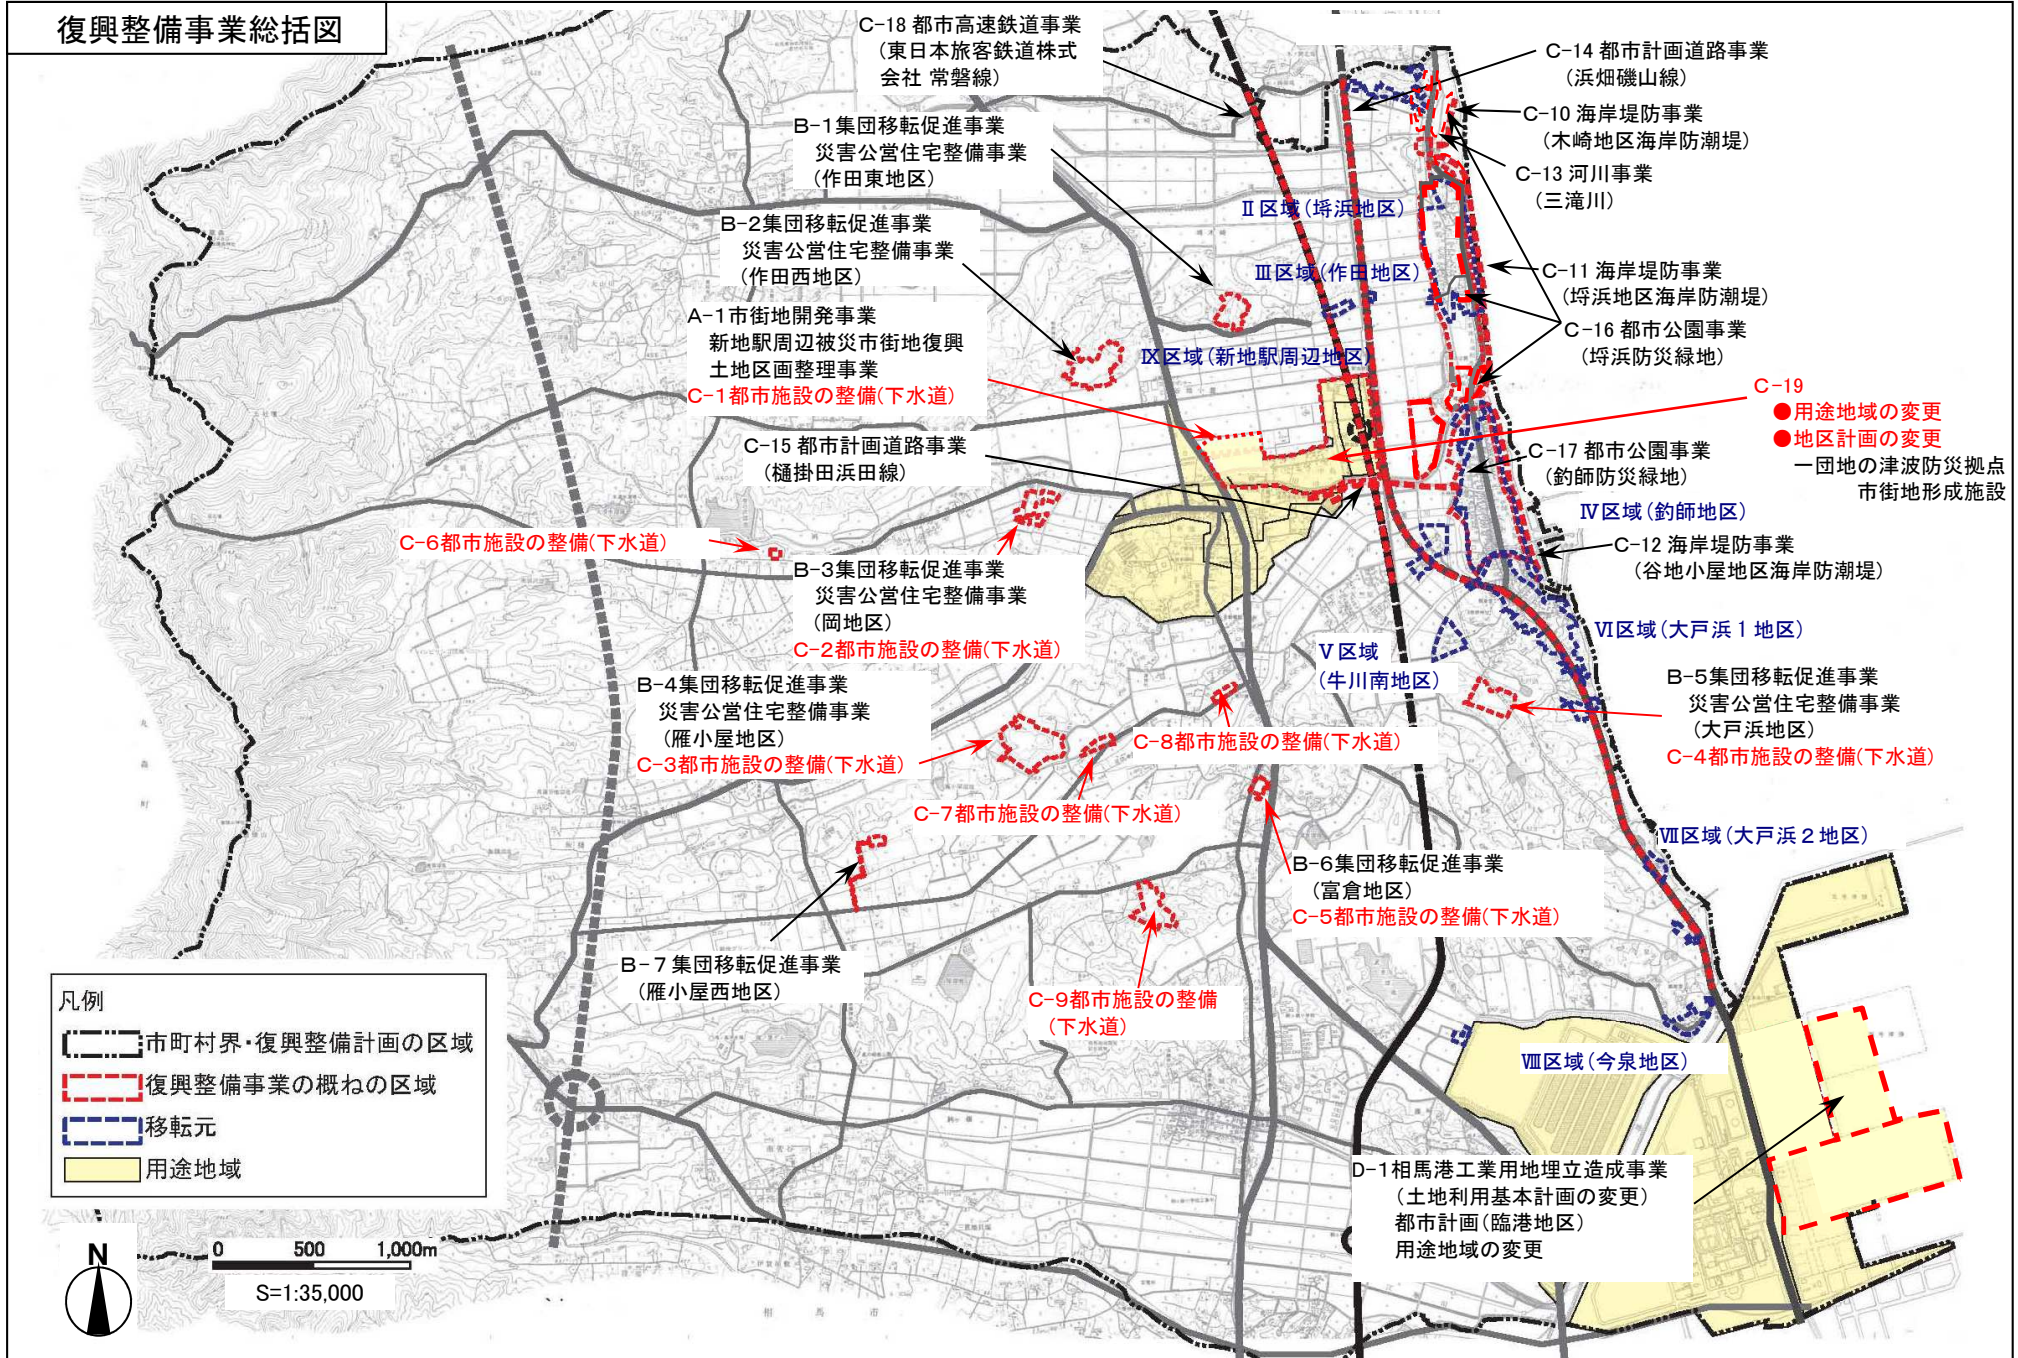 復興整備事業総括図
C-18 都市高速鉄道事業
(東日本旅客鉄道株式
会社 常磐線)
C-14 都市計画道路事業
(浜畑磯山線)
C-10 海岸堤防事業
(木崎地区海岸防潮堤)
C-13 河川事業
(三滝川)
B-1集団移転促進事業
災害公営住宅整備事業
(作田東地区)
Ⅱ区域(埒浜地区)
B-2集団移転促進事業
災害公営住宅整備事業
(作田西地区)
Ⅲ区域(作田地区)
C-11 海岸堤防事業
(埒浜地区海岸防潮堤)
C-16 都市公園事業
(埒浜防災緑地)
A-1市街地開発事業
新地駅周辺被災市街地復興
土地区画整理事業
C-1都市施設の整備(下水道)
Ⅸ区域(新地駅周辺地区)
C-19
●用途地域の変更
●地区計画の変更
一団地の津波防災拠点
市街地形成施設
C-15 都市計画道路事業
(樋掛田浜田線)
C-17 都市公園事業
(釣師防災緑地)
Ⅳ区域(釣師地区)
C-12 海岸堤防事業
(谷地小屋地区海岸防潮堤)
C-6都市施設の整備(下水道)
B-3集団移転促進事業
災害公営住宅整備事業
(岡地区)
C-2都市施設の整備(下水道)
Ⅵ区域(大戸浜1地区)
Ⅴ区域
(牛川南地区)
B-4集団移転促進事業
災害公営住宅整備事業
(雁小屋地区)
C-3都市施設の整備(下水道)
B-5集団移転促進事業
災害公営住宅整備事業
(大戸浜地区)
C-4都市施設の整備(下水道)
C-8都市施設の整備(下水道)
C-7都市施設の整備(下水道)
Ⅶ区域(大戸浜2地区)
B-6集団移転促進事業
(富倉地区)
C-5都市施設の整備(下水道)
B-7集団移転促進事業
(雁小屋西地区)
C-9都市施設の整備
(下水道)
Ⅷ区域(今泉地区)
D-1相馬港工業用地埋立造成事業
(土地利用基本計画の変更)
都市計画(臨港地区)
用途地域の変更
凡例
市町村界・復興整備計画の区域
復興整備事業の概ねの区域
移転元
用途地域
N
0 500 1,000m
S=1:35,000
丸
森
町
相 馬 市